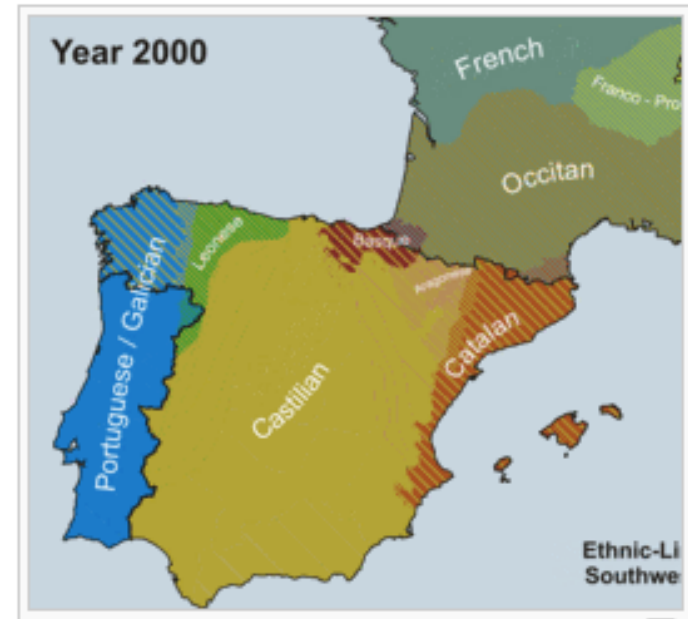 Year 2000
French
Franco - Pro
Occitan
Leonese
Basque
Aragonese
Portuguese / Galician
Castilian
Catalan
Ethnic-Li
Southwe